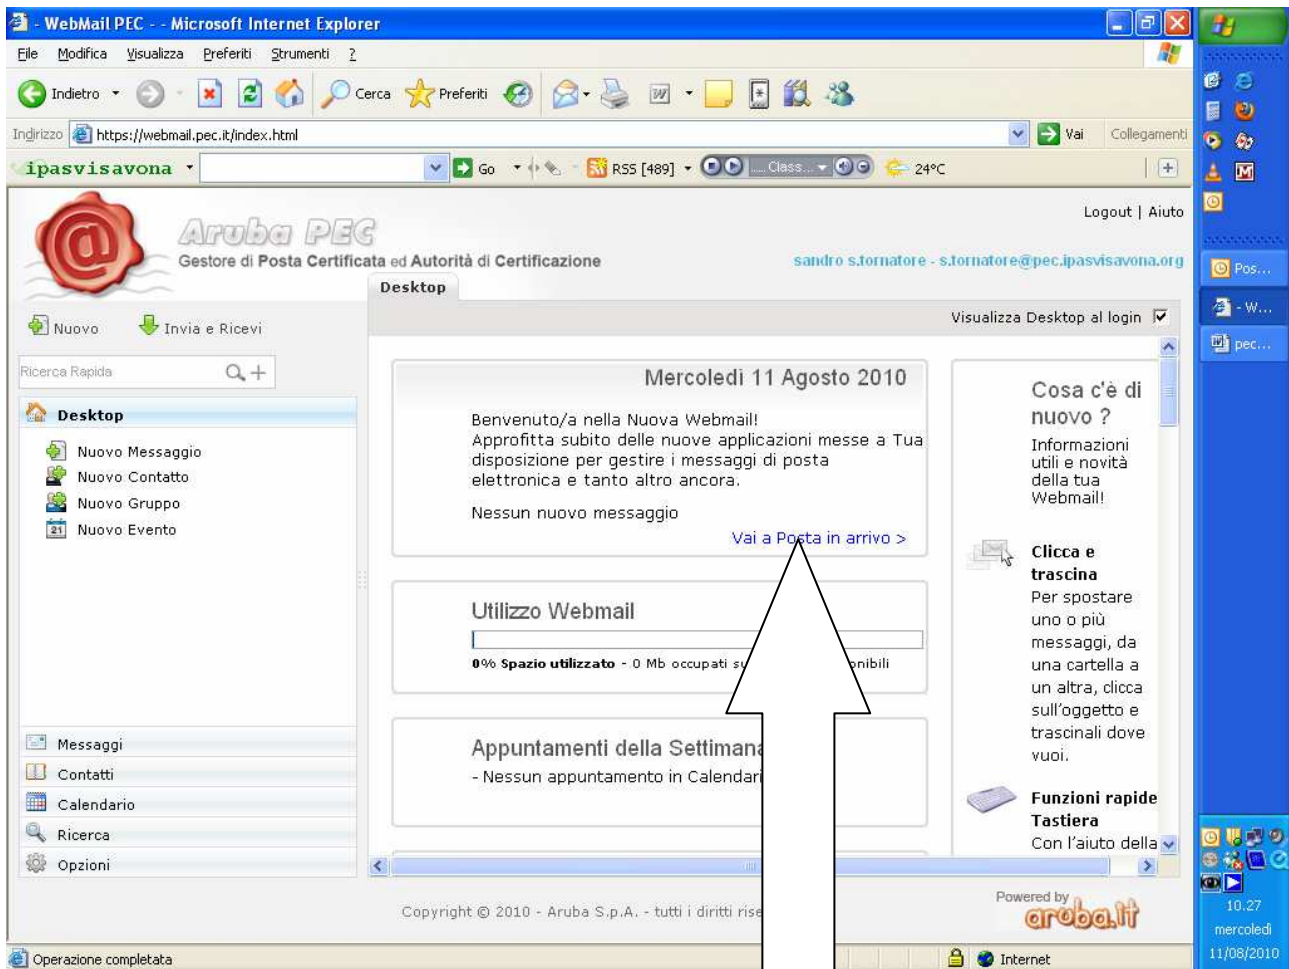 - WebMail PEC - - Microsoft Internet Explorer
File Modifica Visualizza Preferiti Strumenti ?
Indietro Cerca Preferiti
Indirizzo https://webmail.pec.it/index.html Vai Collegamenti
ipasvisavona Go RSS [489] Class... 24°C
Logout | Aiuto
Aruba PEC
Gestore di Posta Certificata ed Autorità di Certificazione
sandro s.tornatore - s.tornatore@pec.ipasvisavona.org
Desktop
Nuovo Invia e Ricevi
Visualizza Desktop al login
Ricerca Rapida
Desktop
Nuovo Messaggio
Nuovo Contatto
Nuovo Gruppo
21 Nuovo Evento
Messaggi
Contatti
Calendario
Ricerca
Opzioni
Mercoledì 11 Agosto 2010
Benvenuto/a nella Nuova Webmail!
Approfitta subito delle nuove applicazioni messe a Tua
disposizione per gestire i messaggi di posta
elettronica e tanto altro ancora.
Nessun nuovo messaggio
Vai a Posta in arrivo >
Utilizzo Webmail
0% Spazio utilizzato - 0 Mb occupati su
Appuntamenti della Settimana
- Nessun appuntamento in Calendari
Cosa c'è di
nuovo ?
Informazioni
utili e novità
della tua
Webmail!
Clicca e
trascina
Per spostare
uno o più
messaggi, da
una cartella a
un altra, clicca
sull'oggetto e
trascinali dove
vuoi.
Funzioni rapide
Tastiera
Con l'aiuto della
Copyright © 2010 - Aruba S.p.A. - tutti i diritti rise
Powered by
aruba.it
Operazione completata
Internet
Pos...
- W...
pec...
10.27
mercoledì
11/08/2010